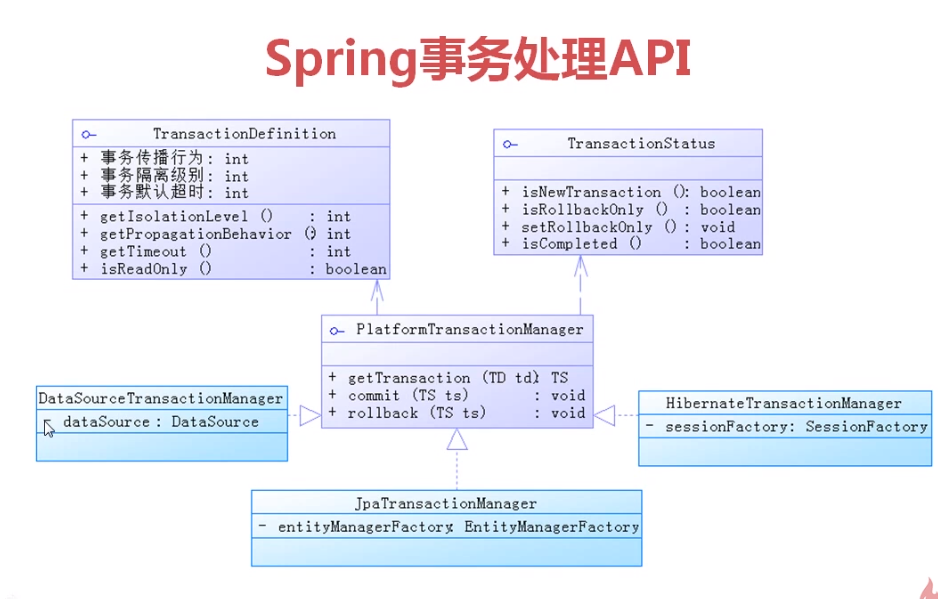 Spring事务处理API
TransactionDefinition
+ 事务传播行为: int
+ 事务隔离级别: int
+ 事务默认超时: int
+ getIsolationLevel () : int
+ getPropagationBehavior (): int
+ getTimeout () : int
+ isReadOnly () : boolean
TransactionStatus
+ isNewTransaction (): boolean
+ isRollbackOnly () : boolean
+ setRollbackOnly () : void
+ isCompleted () : boolean
PlatformTransactionManager
+ getTransaction (TD td): TS
+ commit (TS ts) : void
+ rollback (TS ts) : void
DataSourceTransactionManager
- dataSource : DataSource
HibernateTransactionManager
- sessionFactory: SessionFactory
JpaTransactionManager
- entityManagerFactory: EntityManagerFactory